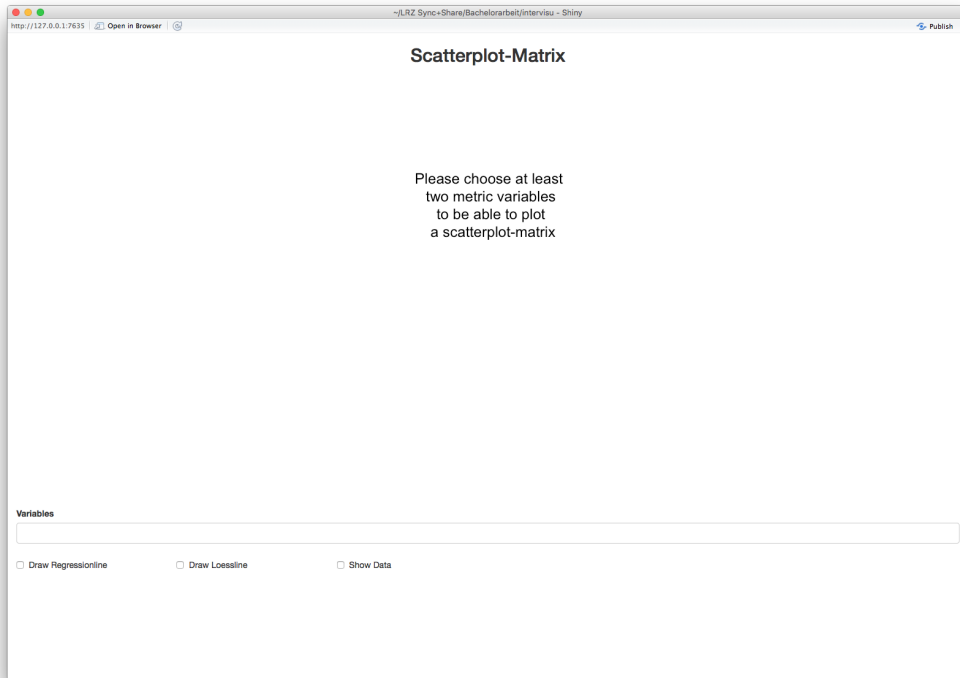 ~/LRZ Sync+Share/Bachelorarbeit/intervisu - Shiny
http://127.0.0.1:7635 Open in Browser Publish
Scatterplot-Matrix
Please choose at least
two metric variables
to be able to plot
a scatterplot-matrix
Variables
Draw Regressionline Draw Loessline Show Data